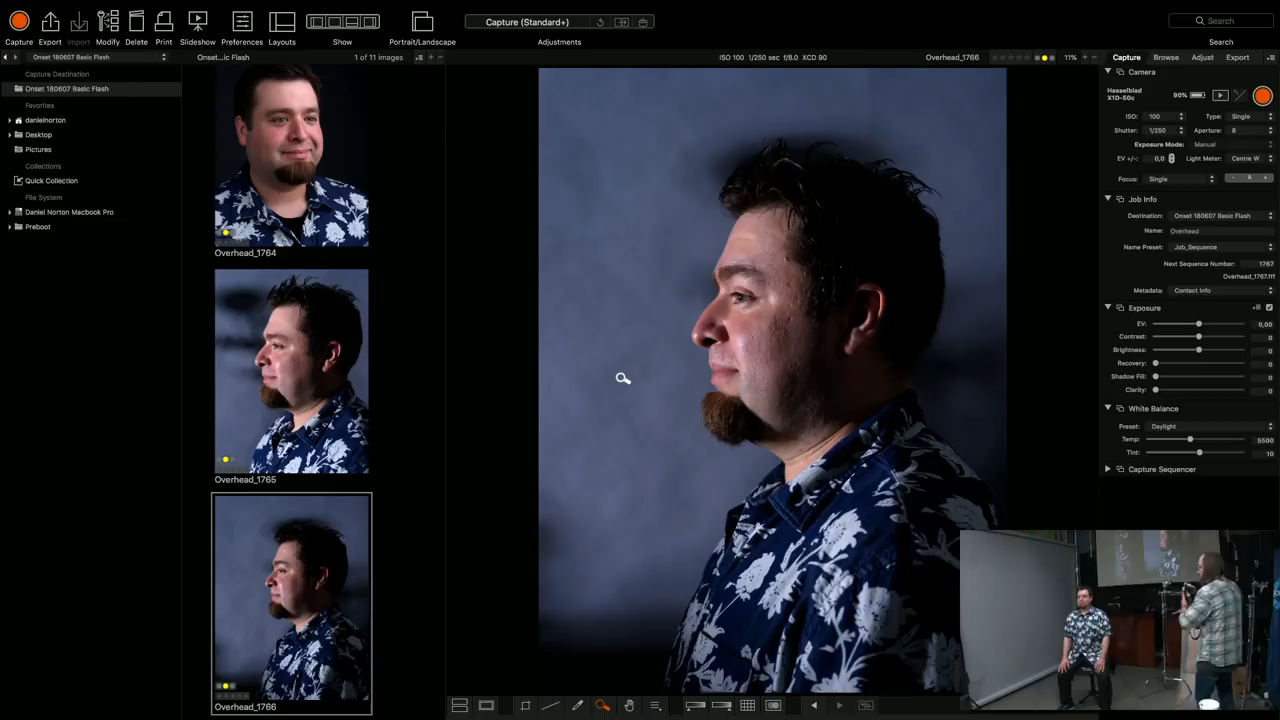 Capture Export Import Modify Delete Print Slideshow Preferences Layouts Show Portrait/Landscape Capture (Standard+) Adjustments Search Search
Onset 180607 Basic Flash
Onset...ic Flash 1 of 11 images
ISO 100 1/250 sec f/8.0 XCD 90 Overhead_1766 11%
Capture Browse Adjust Export
Capture Destination
Onset 180607 Basic Flash
Favorites
danielnorton
Desktop
Pictures
Collections
Quick Collection
File System
Daniel Norton Macbook Pro
Preboot
Overhead_1764
Overhead_1765
Overhead_1766
Camera
Hasselblad
X1D-50c
90%
ISO: 100 Type: Single
Shutter: 1/250 Aperture: 8
Exposure Mode: Manual
EV +/-: 0,0 Light Meter: Centre W
Focus: Single - A +
Job Info
Destination: Onset 180607 Basic Flash
Name: Overhead
Name Preset: Job_Sequence
Next Sequence Number: 1767
Overhead_1767.fff
Metadata: Contact Info
Exposure
EV: 0,00
Contrast: 0
Brightness: 0
Recovery: 0
Shadow Fill: 0
Clarity: 0
White Balance
Preset: Daylight
Temp: 5500
Tint: 10
Capture Sequencer